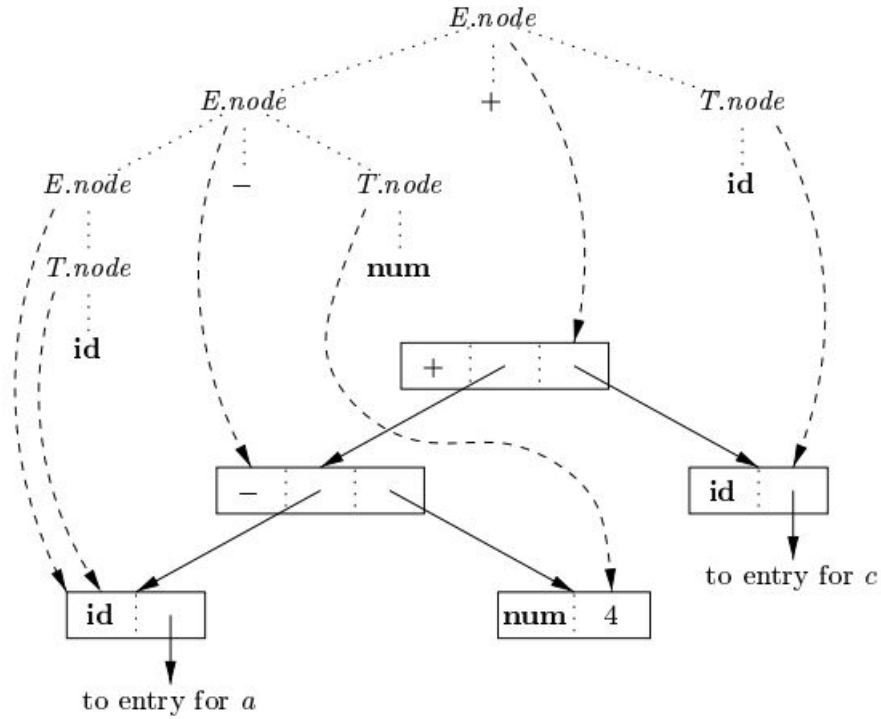 E.node
E.node + T.node
E.node − T.node id
T.node num
id
+
− id
to entry for c
id num 4
to entry for a